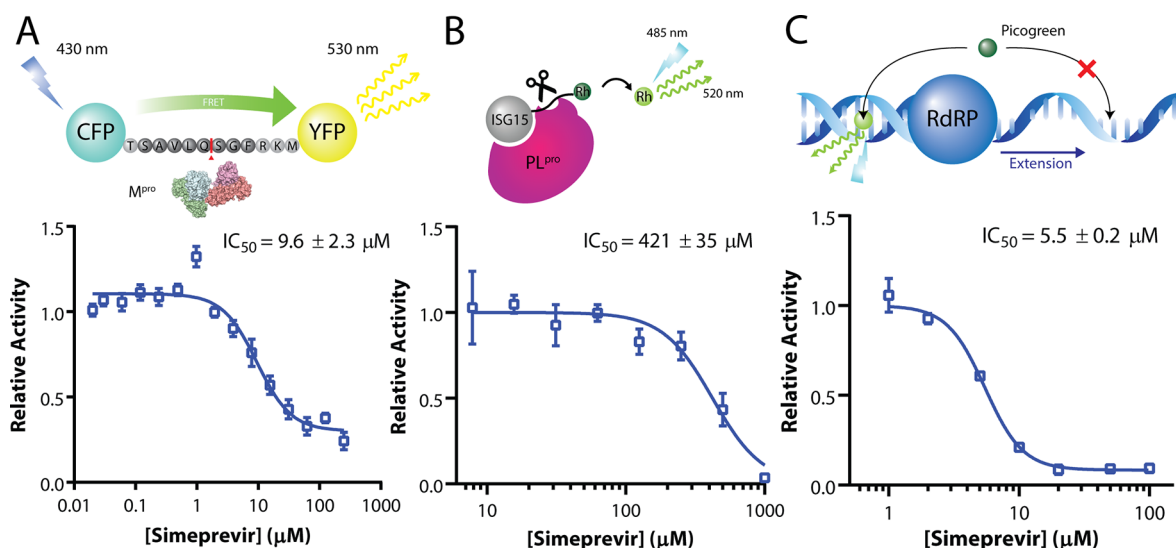 A
430 nm
530 nm
FRET
CFP
YFP
T S A V L Q S G F R K M
Mpro
IC50 = 9.6 ± 2.3 μM
Relative Activity
1.5
1.0
0.5
0.0
0.01
0.1
1
10
100
1000
[Simeprevir] (μM)
B
485 nm
Rh
Rh
520 nm
ISG15
PLpro
IC50 = 421 ± 35 μM
Relative Activity
1.5
1.0
0.5
0.0
10
100
1000
[Simeprevir] (μM)
C
Picogreen
RdRP
Extension
IC50 = 5.5 ± 0.2 μM
Relative Activity
1.5
1.0
0.5
0.0
1
10
100
[Simeprevir] (μM)